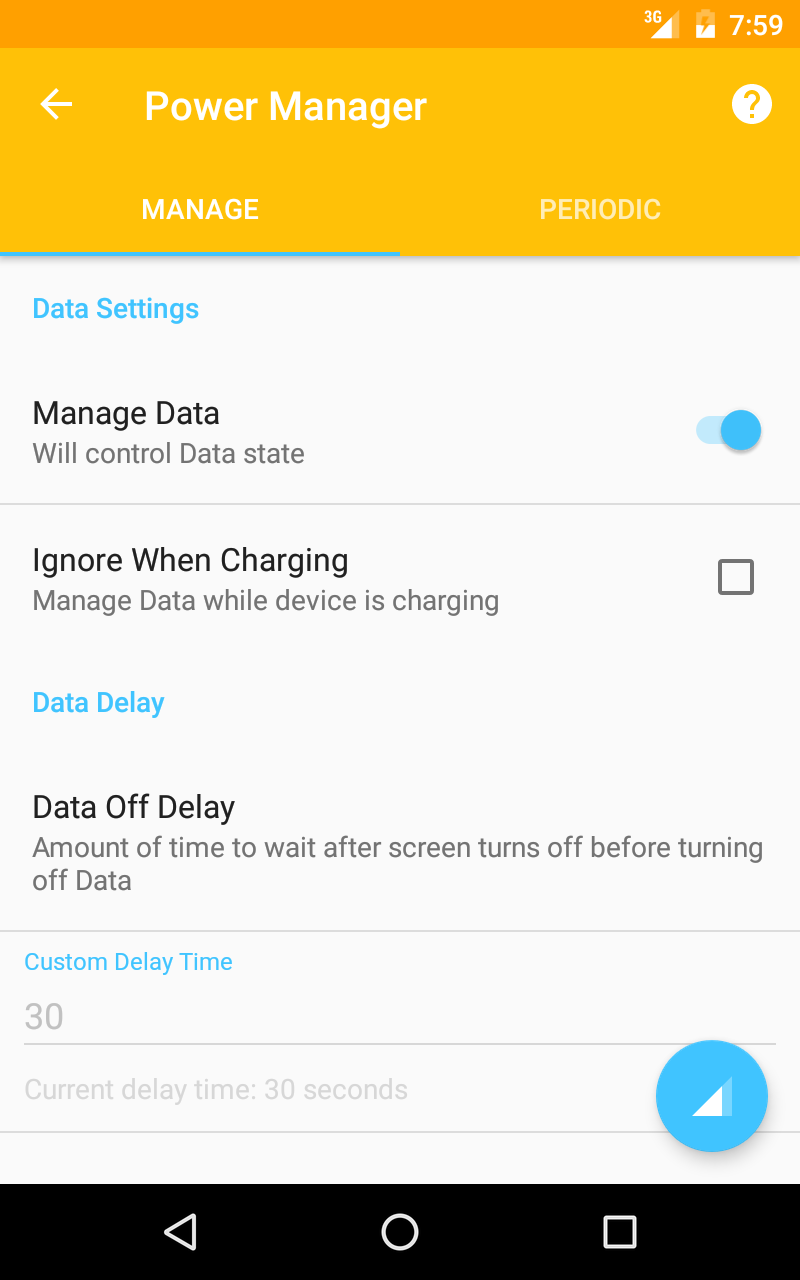 3G 7:59
Power Manager
MANAGE PERIODIC
Data Settings
Manage Data
Will control Data state
Ignore When Charging
Manage Data while device is charging
Data Delay
Data Off Delay
Amount of time to wait after screen turns off before turning
off Data
Custom Delay Time
30
Current delay time: 30 seconds